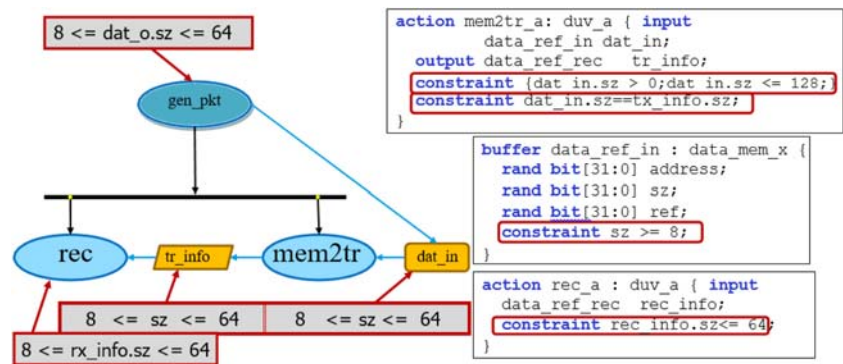 8 <= dat_o.sz <= 64
gen_pkt
rec
tr_info
mem2tr
dat_in
8 <= sz <= 64
8 <= sz <= 64
8 <= rx_info.sz <= 64
action mem2tr_a: duv_a { input
data_ref_in dat_in;
output data_ref_rec tr_info;
constraint {dat in.sz > 0;dat in.sz <= 128;}
constraint dat_in.sz==tx_info.sz;
}
buffer data_ref_in : data_mem_x {
rand bit[31:0] address;
rand bit[31:0] sz;
rand bit[31:0] ref;
constraint sz >= 8;
}
action rec_a : duv_a { input
data_ref_rec rec_info;
constraint rec_info.sz<= 64;
}